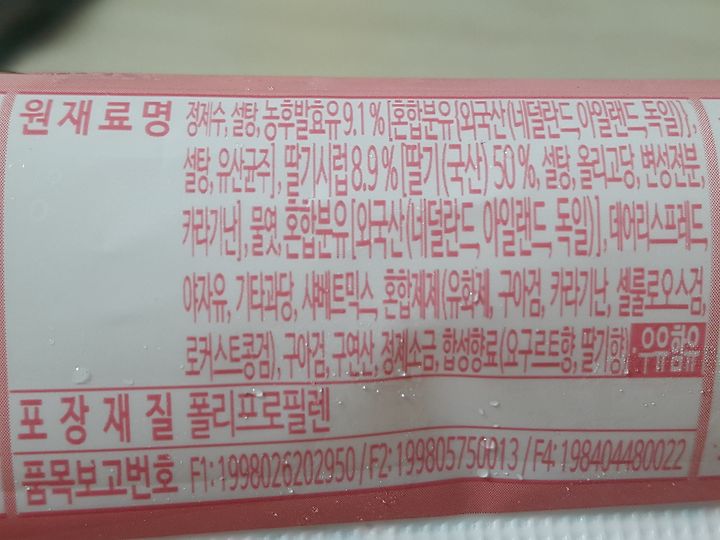 원재료명 정제수, 설탕, 농후발효유 9.1 % [혼합분유{외국산(네덜란드, 아일랜드, 독일)},
설탕, 유산균주], 딸기시럽 8.9 % [딸기(국산) 50 %, 설탕, 올리고당, 변성전분,
카라기난], 물엿, 혼합분유[외국산(네덜란드, 아일랜드, 독일)], 데어리스프레드,
야자유, 기타과당, 샤베트믹스, 혼합제제(유화제, 구아검, 카라기난, 셀룰로오스검,
로커스트콩검), 구아검, 구연산, 정제소금, 합성향료(요구르트향, 딸기향) 우유함유
포장재질 폴리프로필렌
품목보고번호 F1: 1998026202950 / F2: 199805750013 / F4: 198404480022